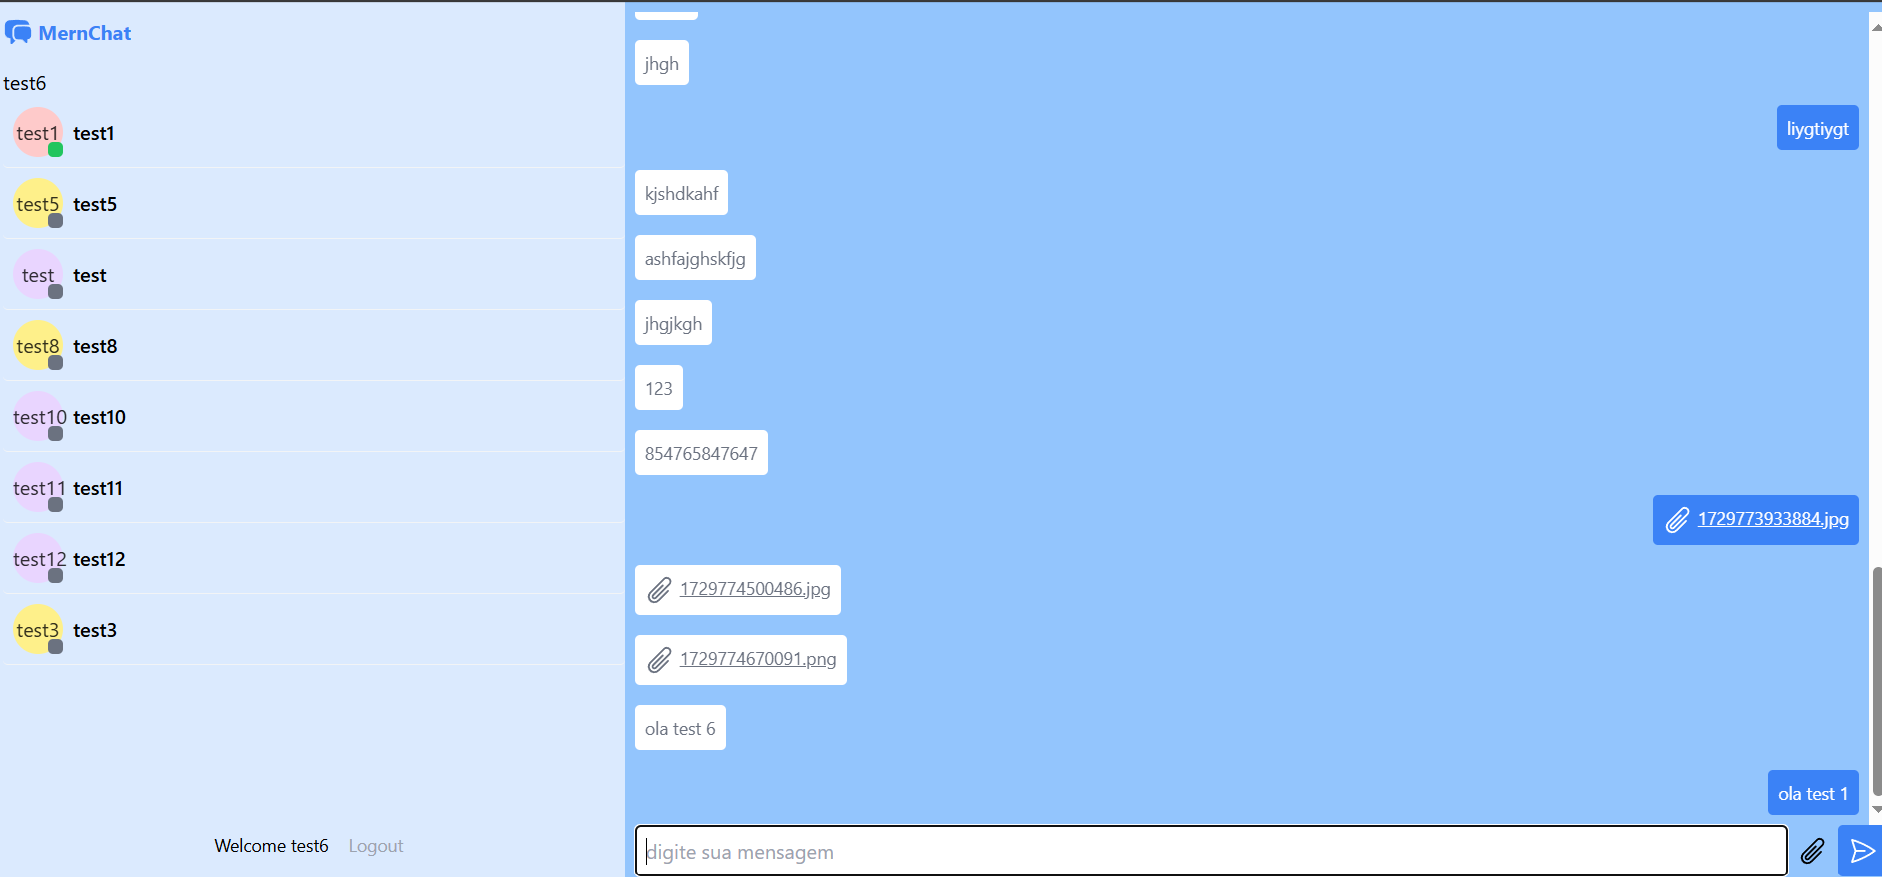 MernChat
test6
test1 test1
test5 test5
test test
test8 test8
test10 test10
test11 test11
test12 test12
test3 test3
Welcome test6 Logout
jhgh
liygtiygt
kjshdkahf
ashfajghskfjg
jhgjkgh
123
854765847647
1729773933884.jpg
1729774500486.jpg
1729774670091.png
ola test 6
ola test 1
digite sua mensagem